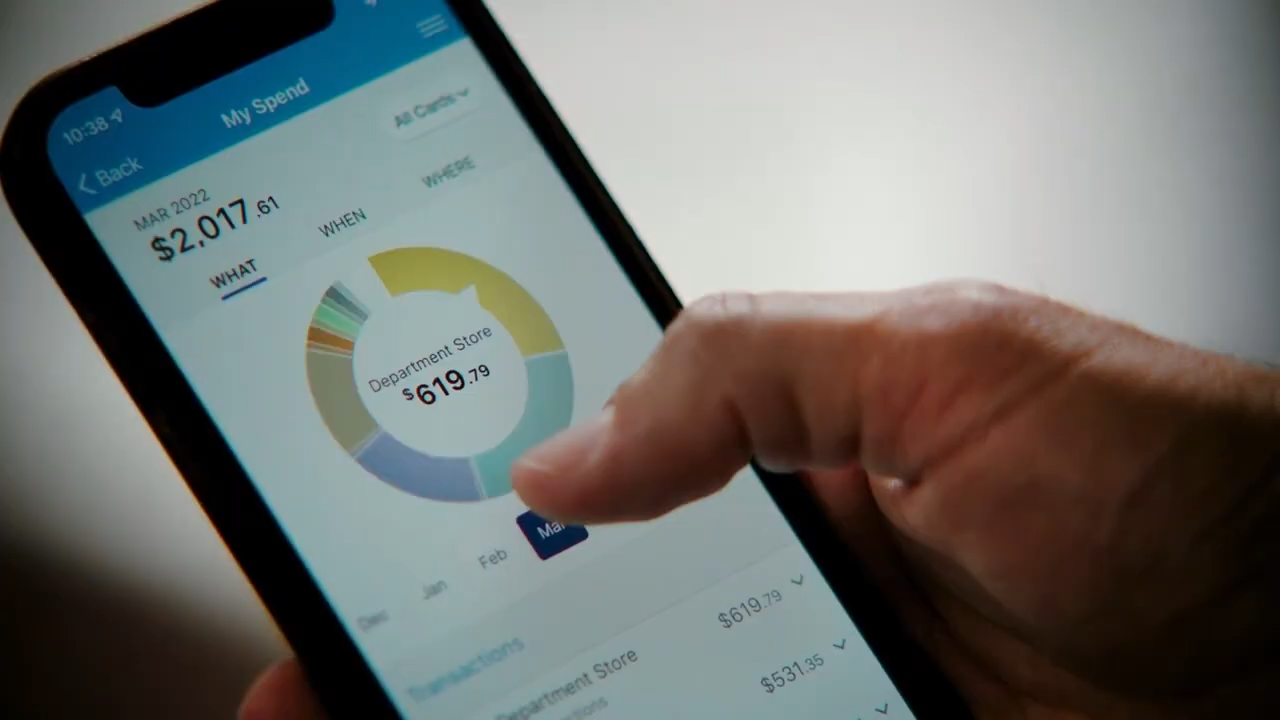 10:38
My Spend
Back
All Cards
MAR 2022
$2,017.61
WHAT
WHEN
WHERE
Department Store
$619.79
Dec
Jan
Feb
Mar
Transactions
Department Store
$619.79
$531.35